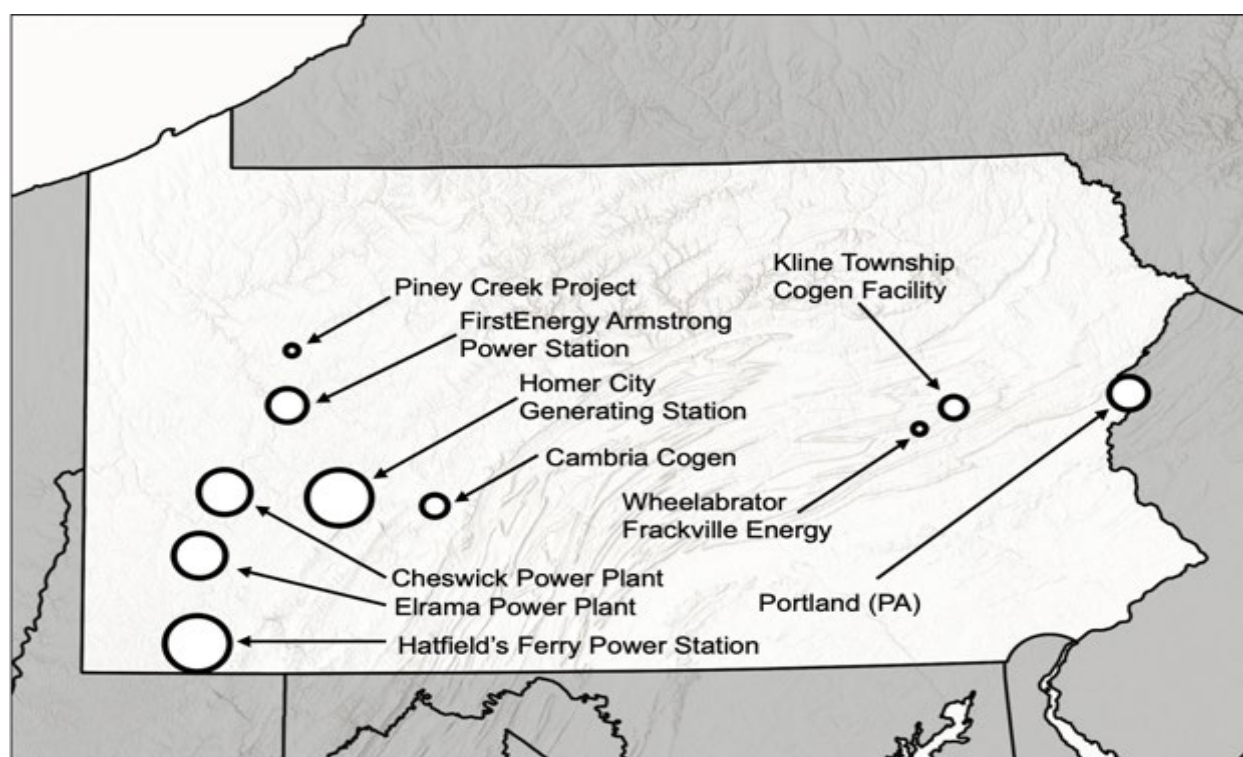 Piney Creek Project
FirstEnergy Armstrong
Power Station
Homer City
Generating Station
Cambria Cogen
Kline Township
Cogen Facility
Wheelabrator
Frackville Energy
Portland (PA)
Cheswick Power Plant
Elrama Power Plant
Hatfield's Ferry Power Station